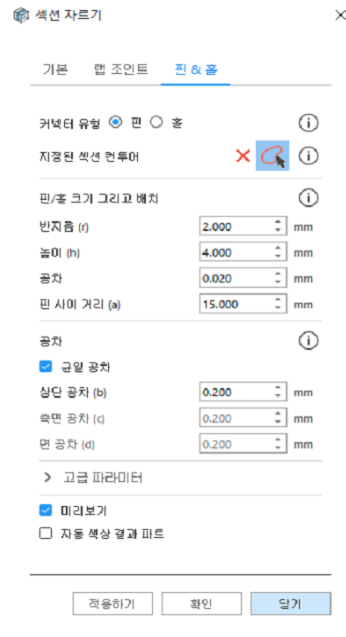 섹션 자르기
기본 랩 조인트 핀 & 홀
커넥터 유형 핀 홀
지정된 섹션 컨투어
핀/홀 크기 그리고 배치
반지름 (r) 2.000 mm
높이 (h) 4.000 mm
공차 0.020 mm
핀 사이 거리 (a) 15.000 mm
공차
균일 공차
상단 공차 (b) 0.200 mm
측면 공차 (c) 0.200 mm
면 공차 (d) 0.200 mm
고급 파라미터
미리보기
자동 색상 결과 파트
적용하기 확인 닫기